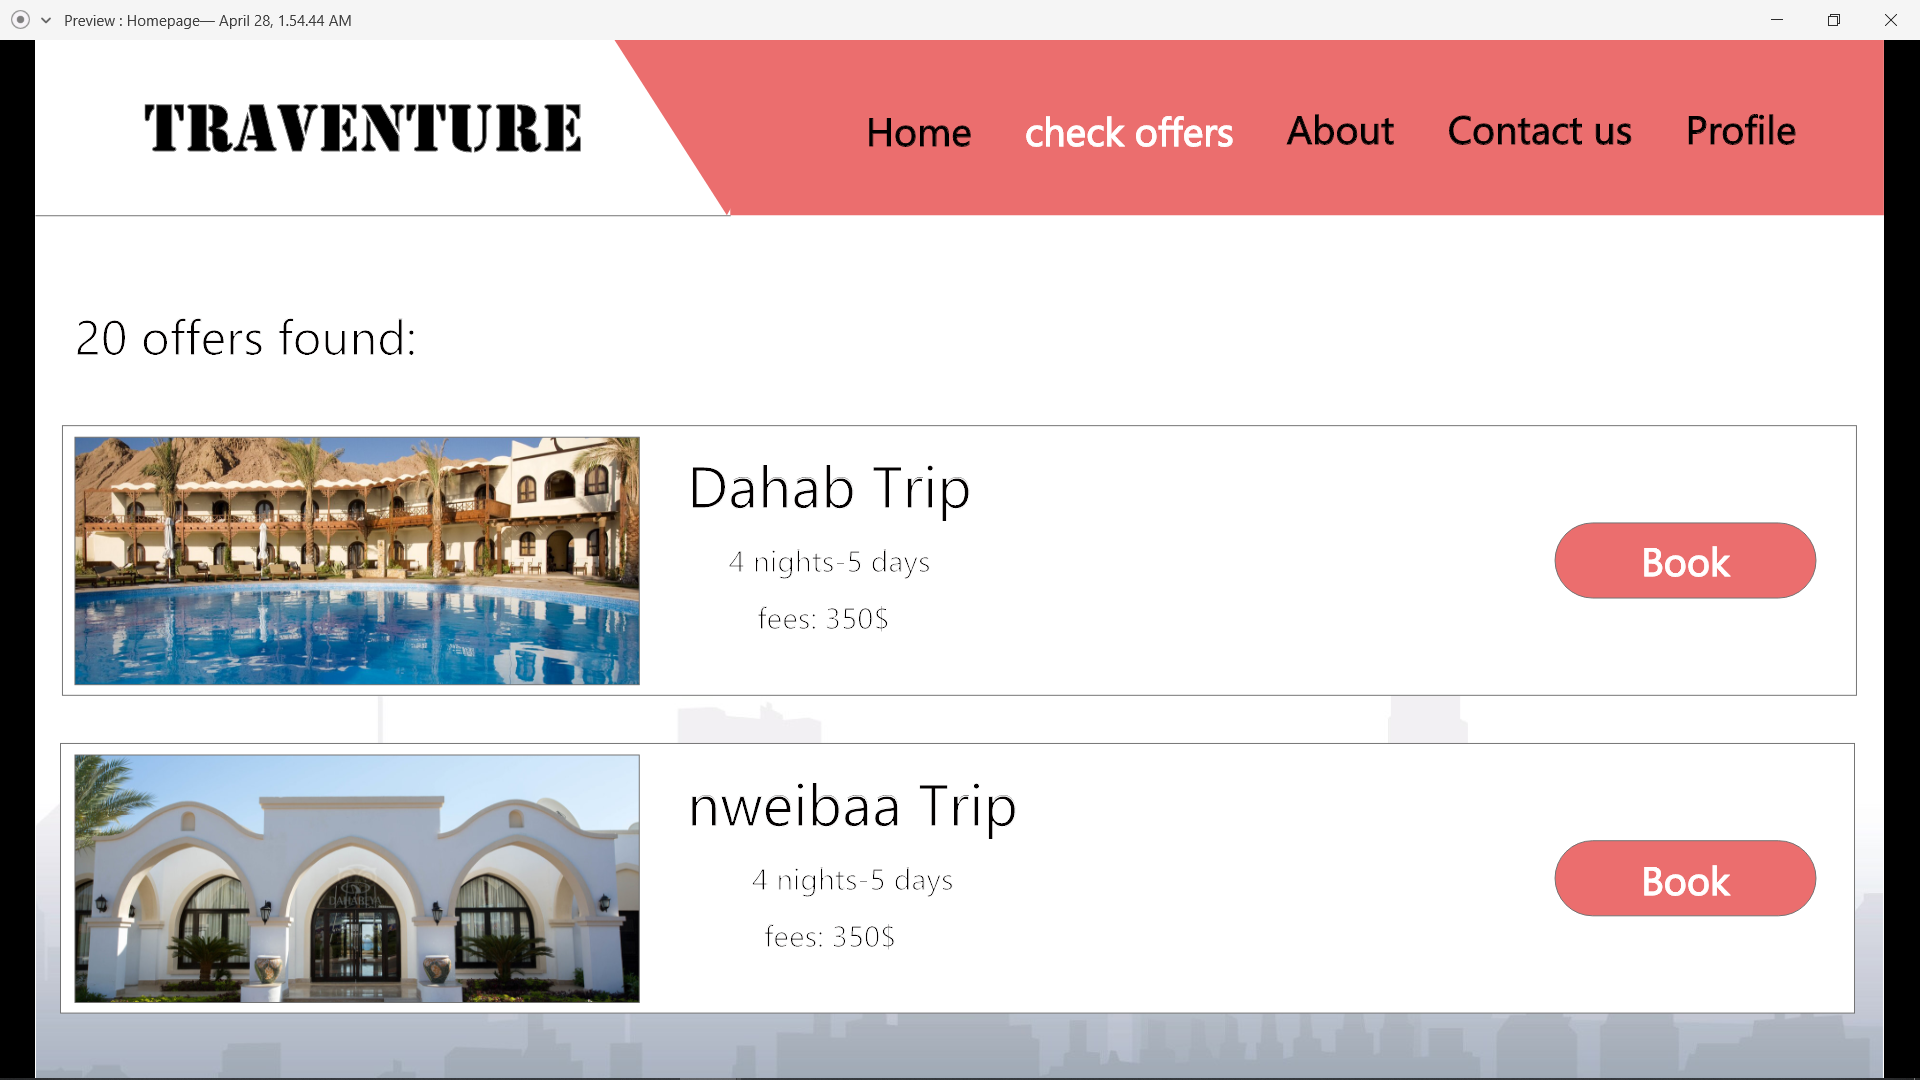 Preview : Homepage— April 28, 1.54.44 AM
TRAVENTURE
Home check offers About Contact us Profile
20 offers found:
Dahab Trip
4 nights-5 days
fees: 350$
Book
nweibaa Trip
4 nights-5 days
fees: 350$
Book
DAHABEYA